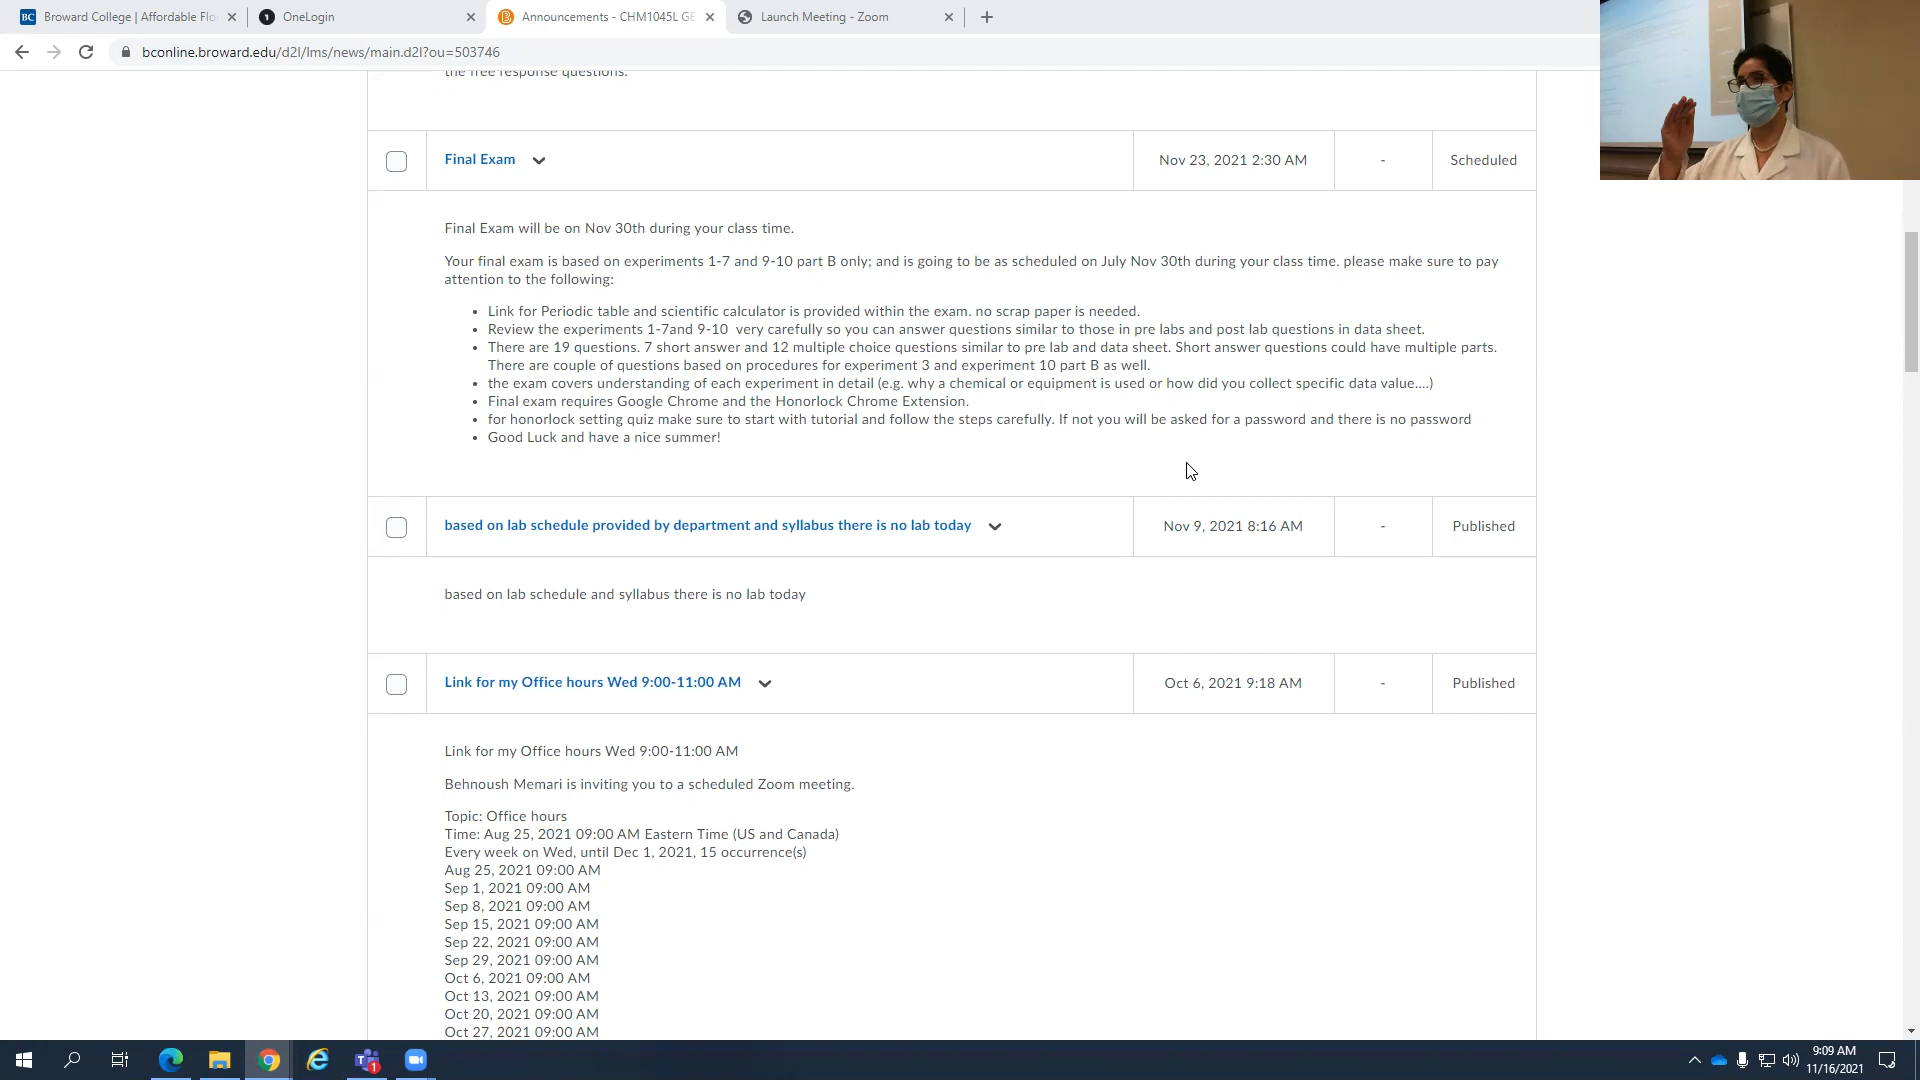 Broward College | Affordable Flo
OneLogin
Announcements - CHM1045L GE
Launch Meeting - Zoom
bconline.broward.edu/d2l/lms/news/main.d2l?ou=503746
the free response questions.
Final Exam
Nov 23, 2021 2:30 AM
-
Scheduled
Final Exam will be on Nov 30th during your class time.
Your final exam is based on experiments 1-7 and 9-10 part B only; and is going to be as scheduled on July Nov 30th during your class time. please make sure to pay
attention to the following:
• Link for Periodic table and scientific calculator is provided within the exam. no scrap paper is needed.
• Review the experiments 1-7and 9-10 very carefully so you can answer questions similar to those in pre labs and post lab questions in data sheet.
• There are 19 questions. 7 short answer and 12 multiple choice questions similar to pre lab and data sheet. Short answer questions could have multiple parts.
There are couple of questions based on procedures for experiment 3 and experiment 10 part B as well.
• the exam covers understanding of each experiment in detail (e.g. why a chemical or equipment is used or how did you collect specific data value....)
• Final exam requires Google Chrome and the Honorlock Chrome Extension.
• for honorlock setting quiz make sure to start with tutorial and follow the steps carefully. If not you will be asked for a password and there is no password
• Good Luck and have a nice summer!
based on lab schedule provided by department and syllabus there is no lab today
Nov 9, 2021 8:16 AM
-
Published
based on lab schedule and syllabus there is no lab today
Link for my Office hours Wed 9:00-11:00 AM
Oct 6, 2021 9:18 AM
-
Published
Link for my Office hours Wed 9:00-11:00 AM
Behnoush Memari is inviting you to a scheduled Zoom meeting.
Topic: Office hours
Time: Aug 25, 2021 09:00 AM Eastern Time (US and Canada)
Every week on Wed, until Dec 1, 2021, 15 occurrence(s)
Aug 25, 2021 09:00 AM
Sep 1, 2021 09:00 AM
Sep 8, 2021 09:00 AM
Sep 15, 2021 09:00 AM
Sep 22, 2021 09:00 AM
Sep 29, 2021 09:00 AM
Oct 6, 2021 09:00 AM
Oct 13, 2021 09:00 AM
Oct 20, 2021 09:00 AM
Oct 27, 2021 09:00 AM
9:09 AM
11/16/2021